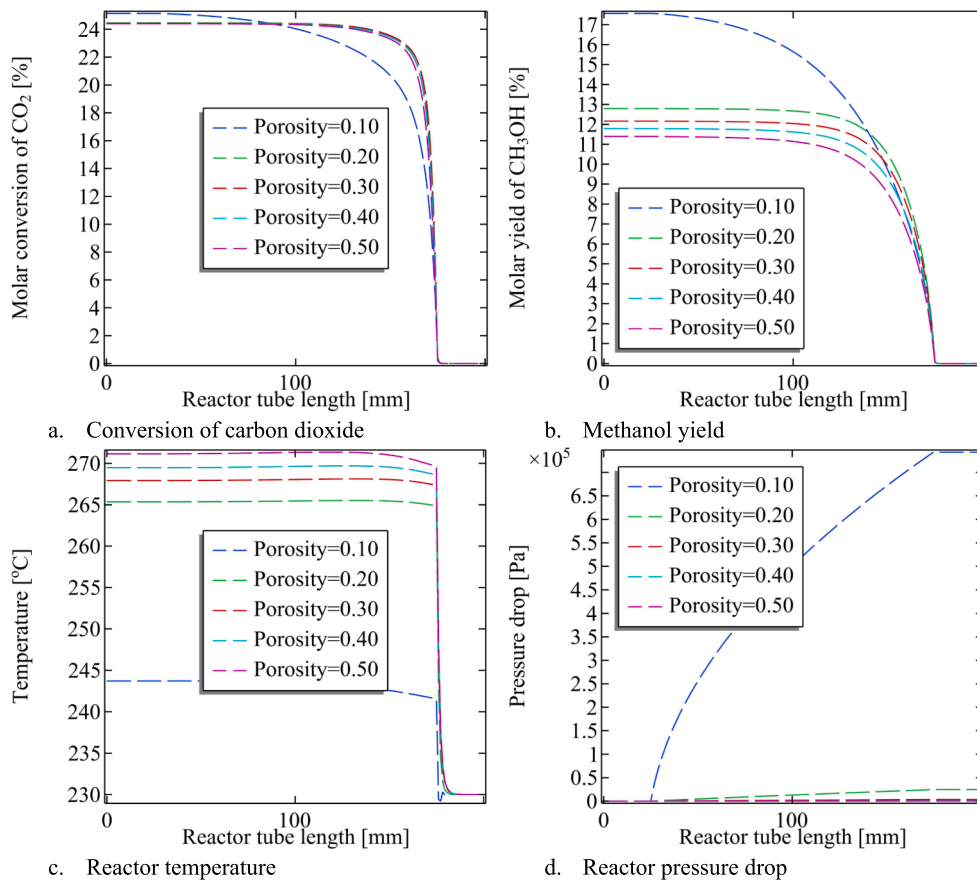 24
22
20
18
16
14
12
10
8
6
4
2
0
Molar conversion of CO2 [%]
Porosity=0.10
Porosity=0.20
Porosity=0.30
Porosity=0.40
Porosity=0.50
0
100
Reactor tube length [mm]
a. Conversion of carbon dioxide
17
16
15
14
13
12
11
10
9
8
7
6
5
4
3
2
1
0
Molar yield of CH3OH [%]
Porosity=0.10
Porosity=0.20
Porosity=0.30
Porosity=0.40
Porosity=0.50
0
100
Reactor tube length [mm]
b. Methanol yield
270
265
260
255
250
245
240
235
230
Temperature [°C]
Porosity=0.10
Porosity=0.20
Porosity=0.30
Porosity=0.40
Porosity=0.50
0
100
Reactor tube length [mm]
c. Reactor temperature
×10⁵
7
6.5
6
5.5
5
4.5
4
3.5
3
2.5
2
1.5
1
0.5
0
Pressure drop [Pa]
Porosity=0.10
Porosity=0.20
Porosity=0.30
Porosity=0.40
Porosity=0.50
0
100
Reactor tube length [mm]
d. Reactor pressure drop